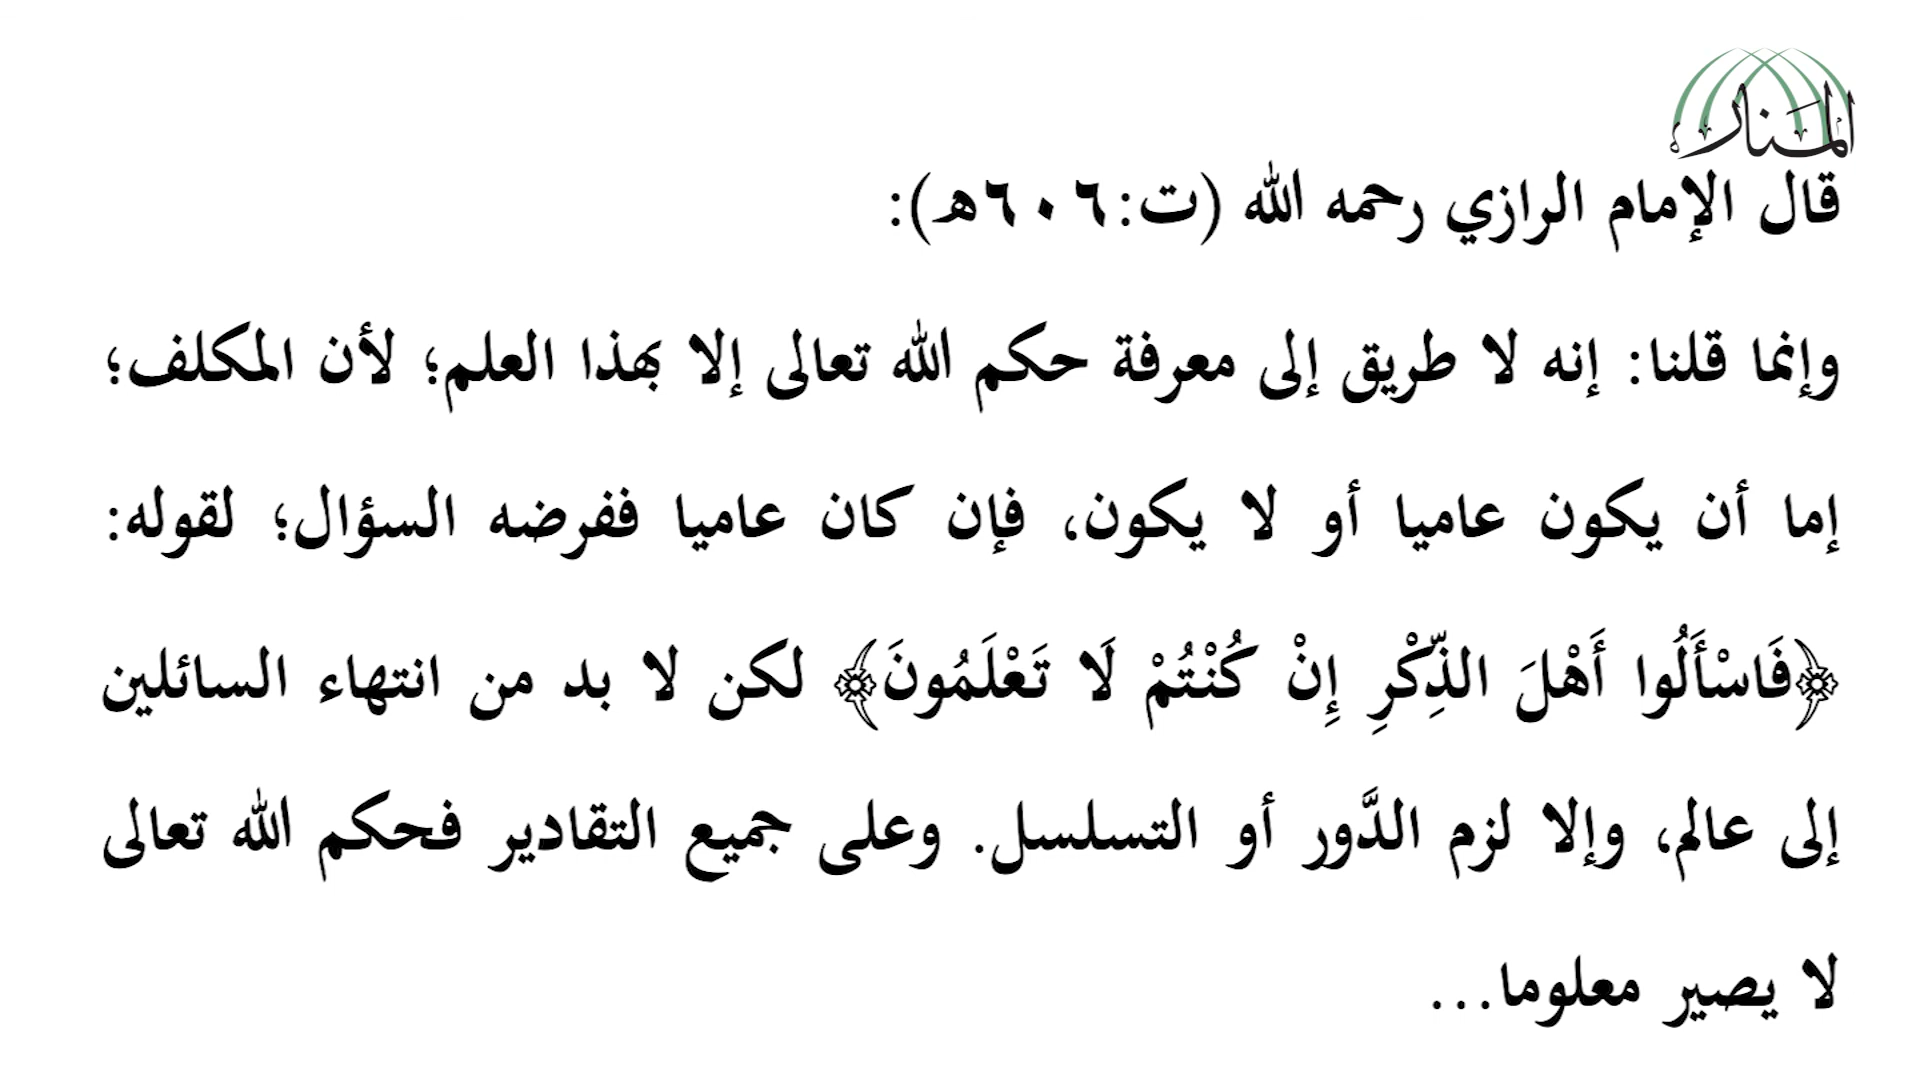 المنار
قال الإمام الرازي رحمه الله (ت:٦٠٦هـ):
وإنما قلنا: إنه لا طريق إلى معرفة حكم الله تعالى إلا بهذا العلم؛ لأن المكلف؛
إما أن يكون عاميا أو لا يكون، فإن كان عاميا ففرضه السؤال؛ لقوله:
﴿فَاسْأَلُوا أَهْلَ الذِّكْرِ إِنْ كُنْتُمْ لَا تَعْلَمُونَ﴾ لكن لا بد من انتهاء السائلين
إلى عالم، وإلا لزم الدَّور أو التسلسل. وعلى جميع التقادير فحكم الله تعالى
لا يصير معلوما...